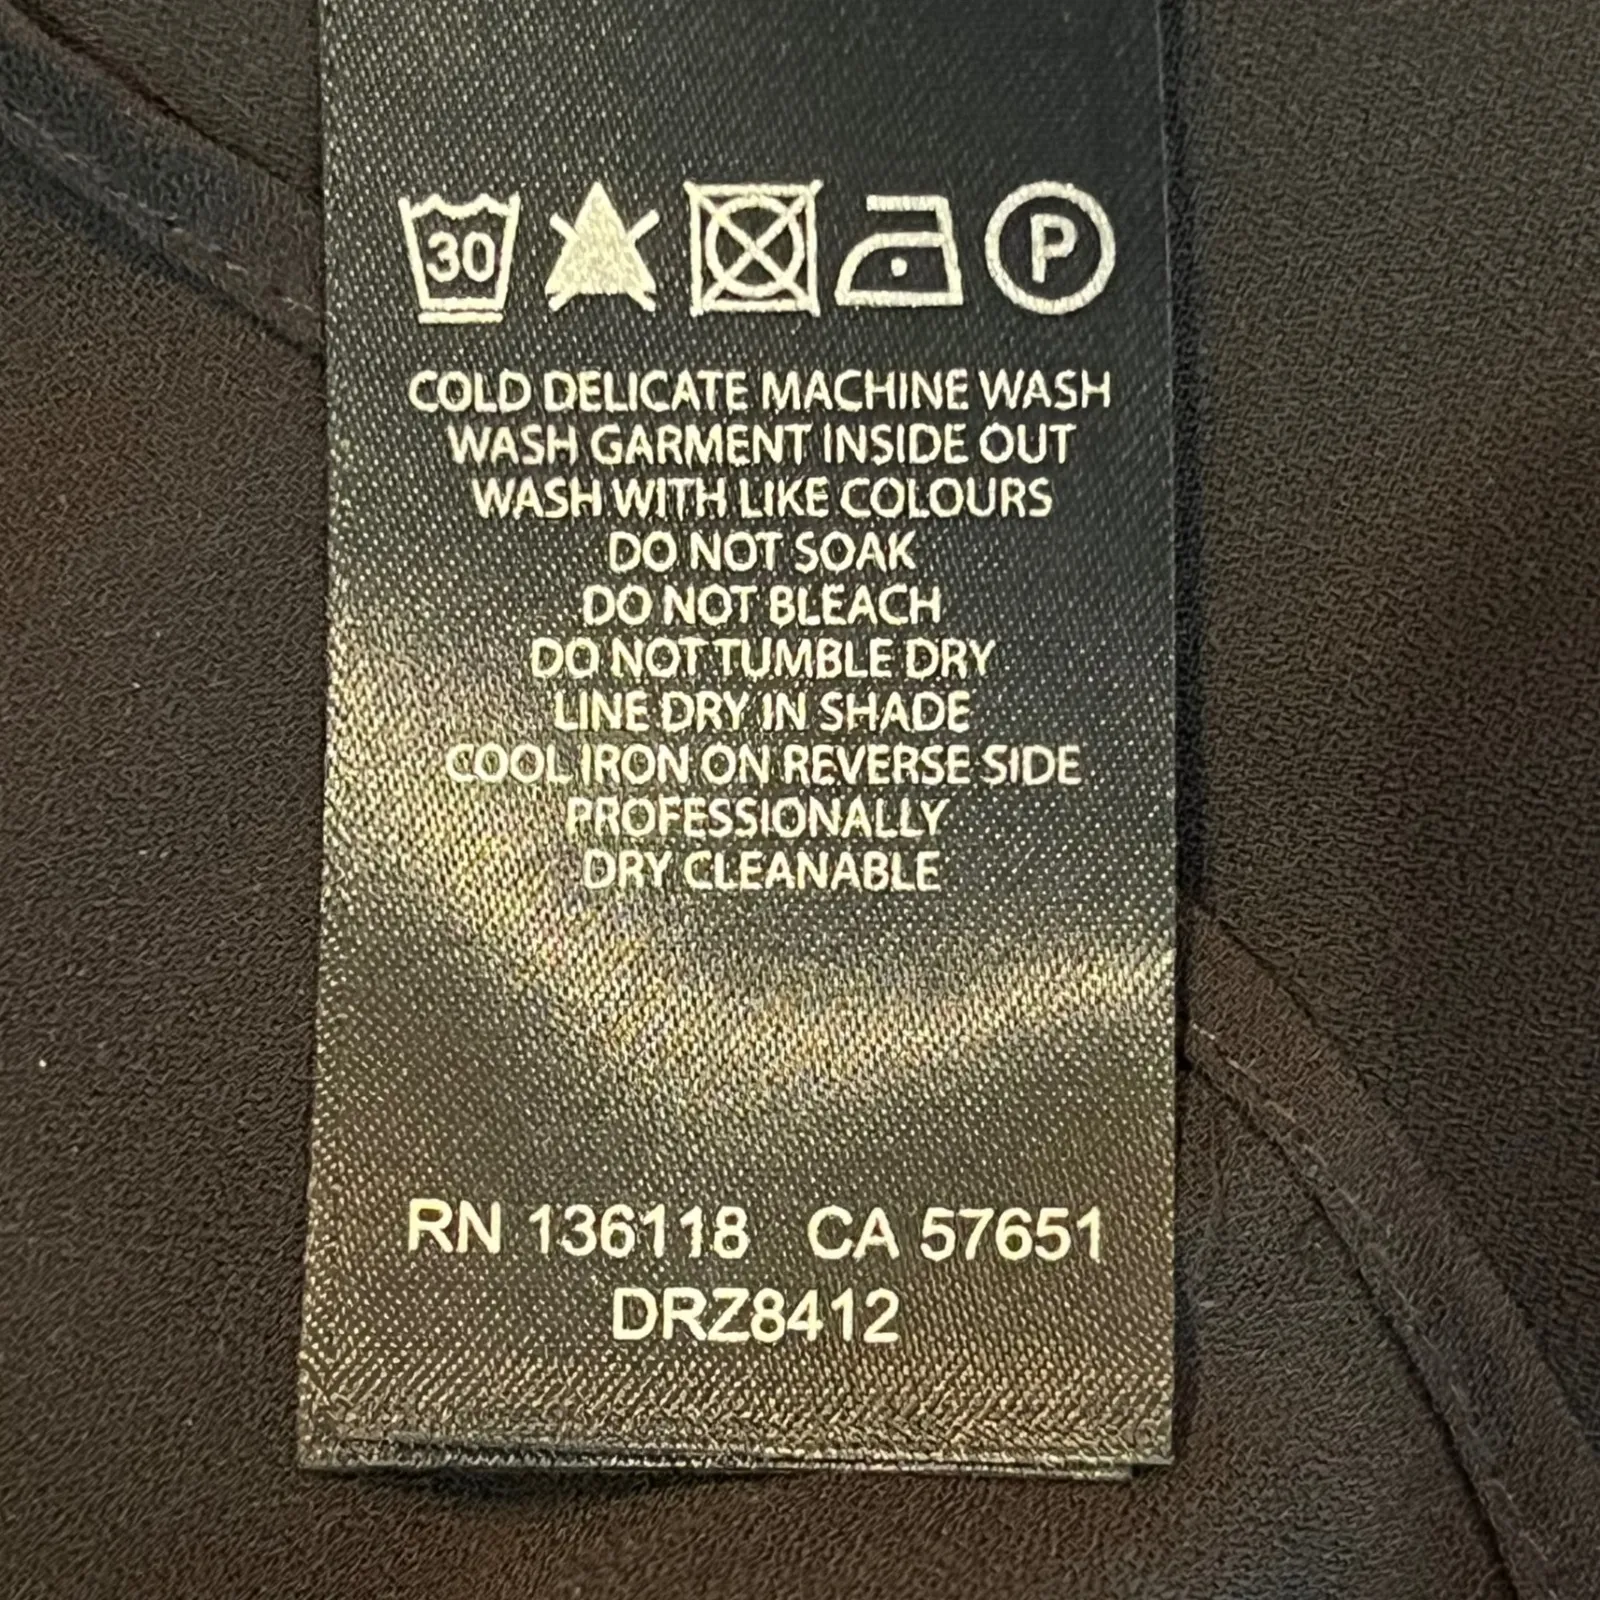 30 P
COLD DELICATE MACHINE WASH
WASH GARMENT INSIDE OUT
WASH WITH LIKE COLOURS
DO NOT SOAK
DO NOT BLEACH
DO NOT TUMBLE DRY
LINE DRY IN SHADE
COOL IRON ON REVERSE SIDE
PROFESSIONALLY
DRY CLEANABLE
RN 136118 CA 57651
DRZ8412